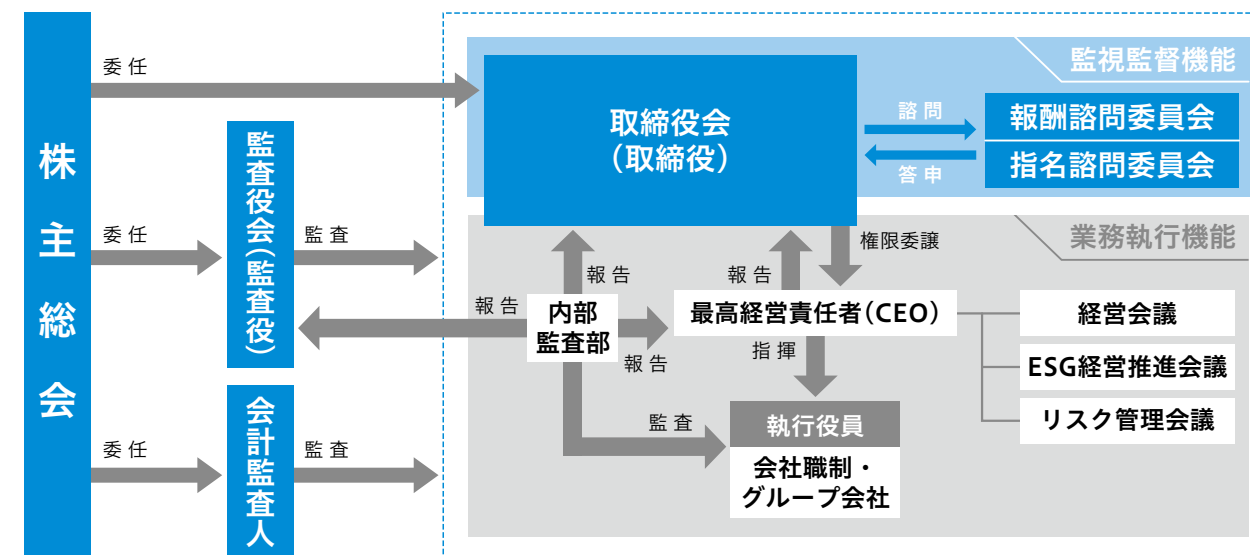 株主総会
委任
委任
委任
監査役会(監査役)
会計監査人
監査
監査
監視監督機能
取締役会
(取締役)
諮問
答申
報酬諮問委員会
指名諮問委員会
業務執行機能
権限委譲
報告
報告
報告
報告
内部
監査部
最高経営責任者(CEO)
指揮
監査
執行役員
会社職制・
グループ会社
経営会議
ESG経営推進会議
リスク管理会議